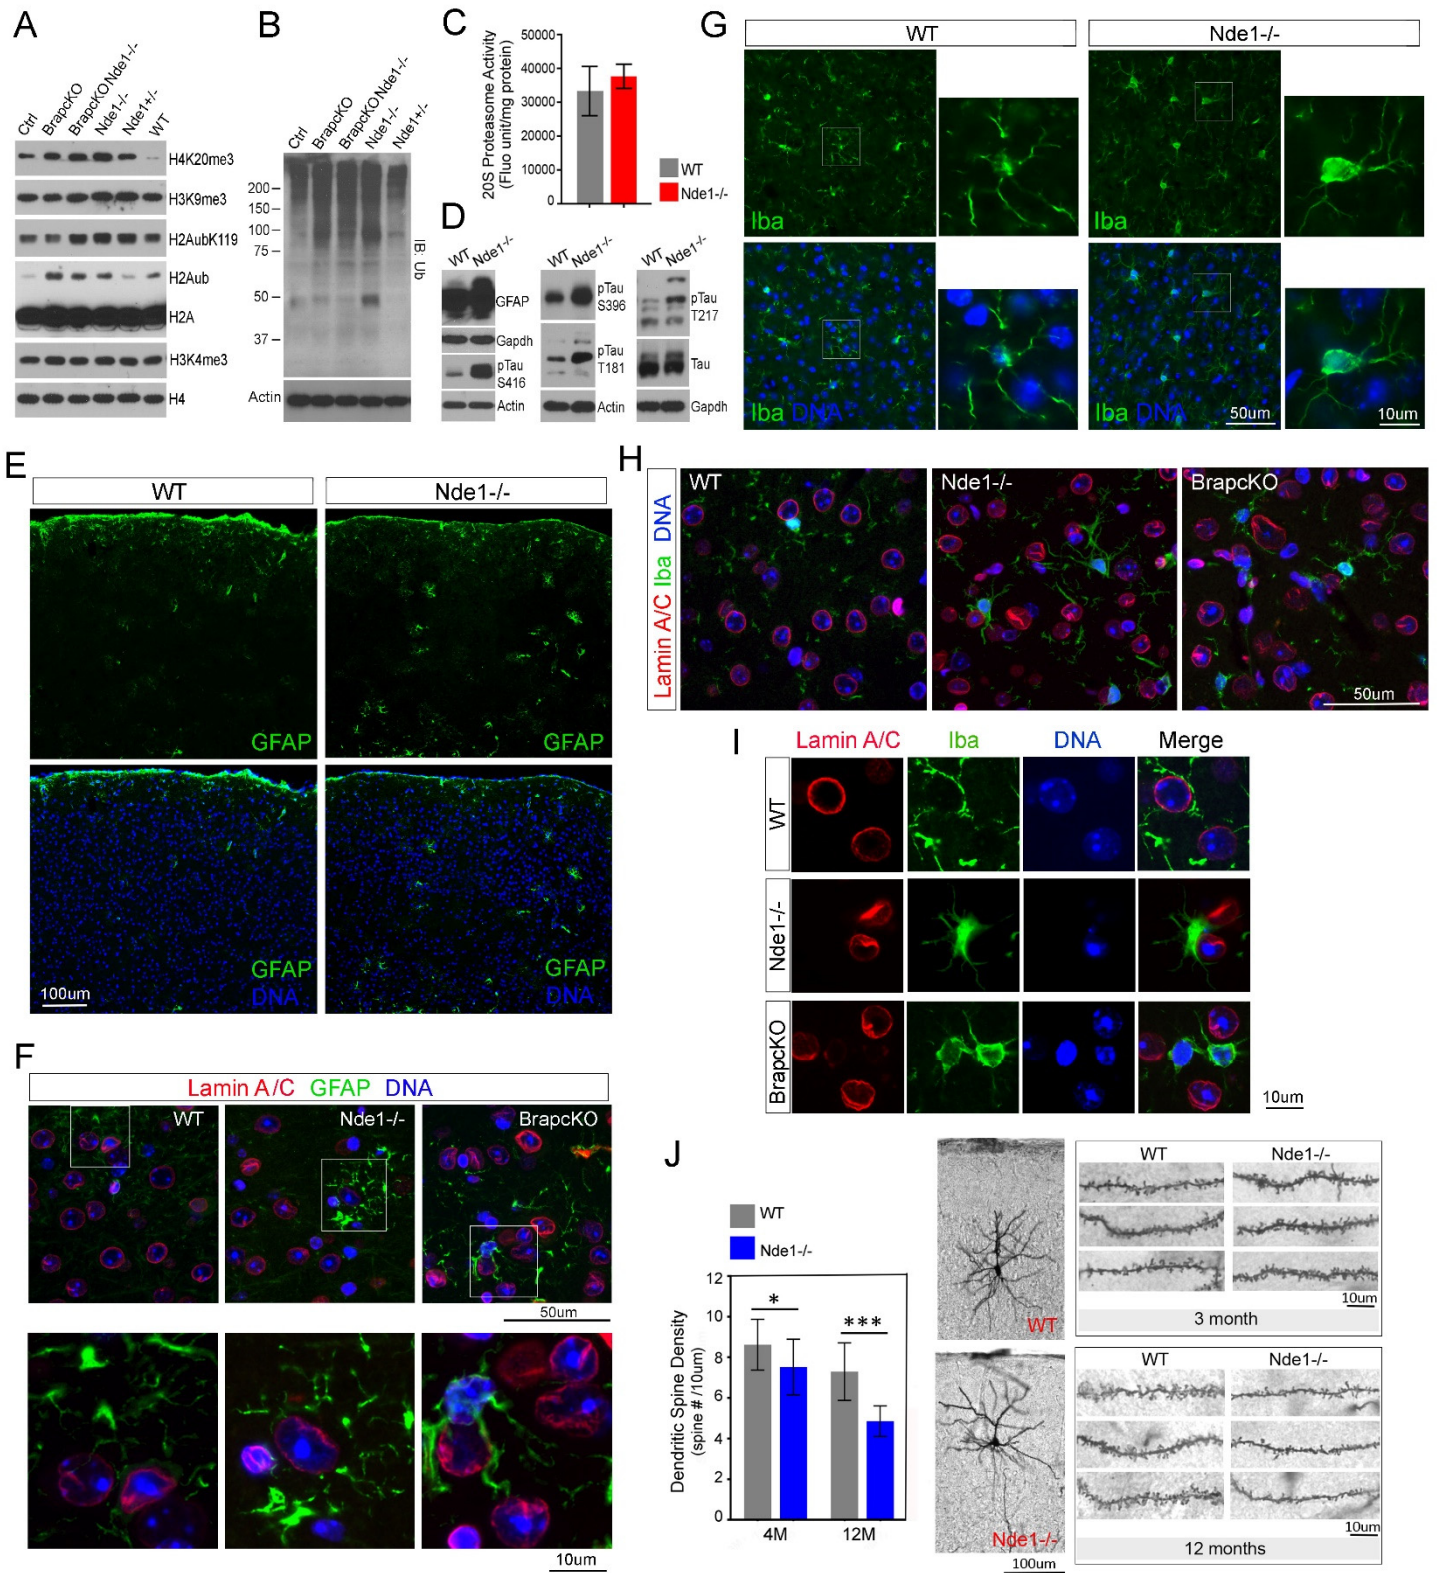 A
Ctrl
BrapcKO
BrapcKO Nde1-/-
Nde1-/-
Nde1+/-
WT
H4K20me3
H3K9me3
H2AubK119
H2Aub
H2A
H3K4me3
H4
B
Ctrl
BrapcKO
BrapcKO Nde1-/-
Nde1-/-
Nde1+/-
200
150
100
75
50
37
IB: Ub
Actin
C
50000
40000
30000
20000
10000
0
20S Proteasome Activity
(Fluo unit/mg protein)
WT
Nde1-/-
D
WT Nde1-/-
GFAP
Gapdh
pTau
S416
Actin
WT Nde1-/-
pTau
S396
pTau
T181
Actin
WT Nde1-/-
pTau
T217
Tau
Gapdh
E
WT
Nde1-/-
GFAP
GFAP
GFAP
DNA
100um
GFAP
DNA
F
Lamin A/C GFAP DNA
WT
Nde1-/-
BrapcKO
50um
10um
G
WT
Nde1-/-
Iba
Iba
Iba DNA
Iba DNA
50um
10um
H
Lamin A/C Iba DNA
WT
Nde1-/-
BrapcKO
50um
I
Lamin A/C
Iba
DNA
Merge
WT
Nde1-/-
BrapcKO
10um
J
WT
Nde1-/-
12
10
8
6
4
2
0
Dendritic Spine Density
(spine # /10um)
*
***
4M
12M
WT
Nde1-/-
100um
WT
Nde1-/-
10um
3 month
WT
Nde1-/-
10um
12 months